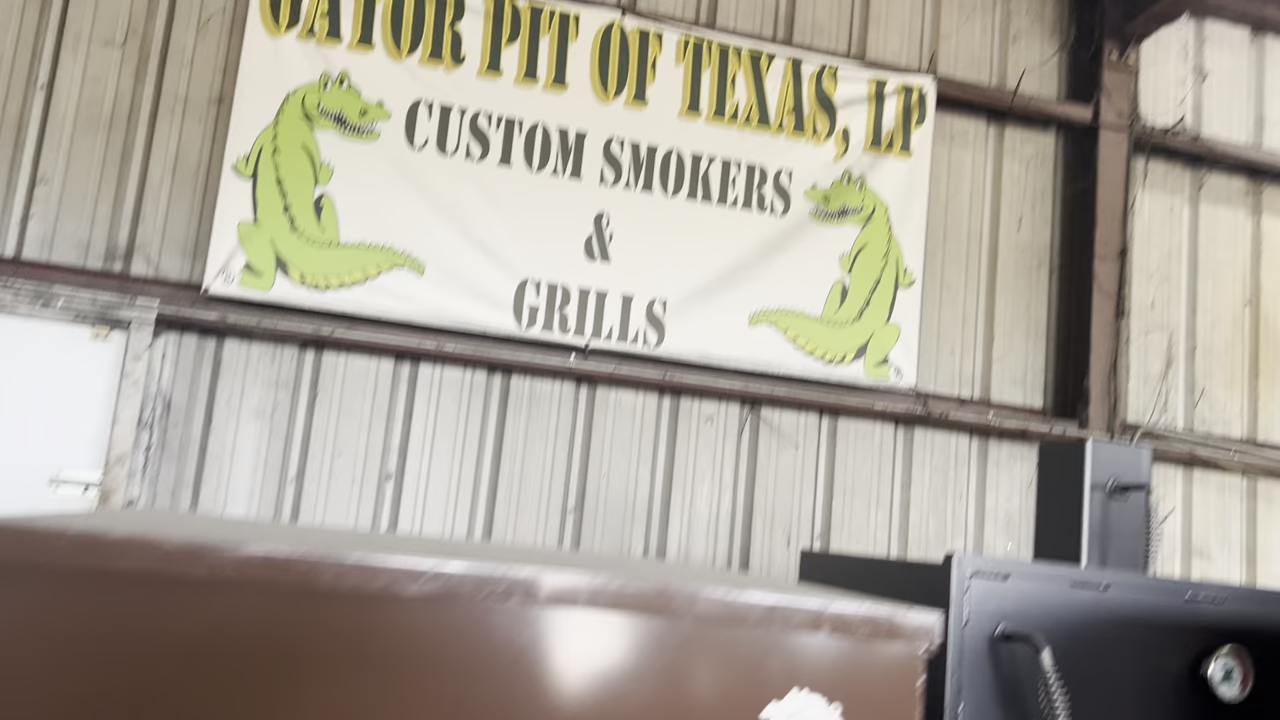 GATOR PIT OF TEXAS, LP
CUSTOM SMOKERS
&
GRILLS